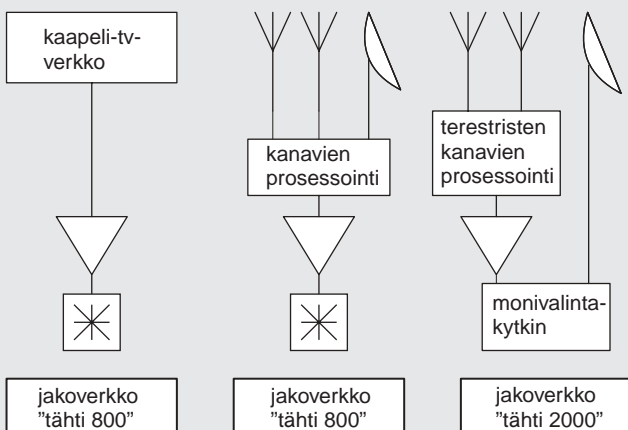 kaapeli-tv-
verkko
kanavien
prosessointi
terestristen
kanavien
prosessointi
monivalinta-
kytkin
jakoverkko
”tähti 800”
jakoverkko
”tähti 800”
jakoverkko
”tähti 2000”